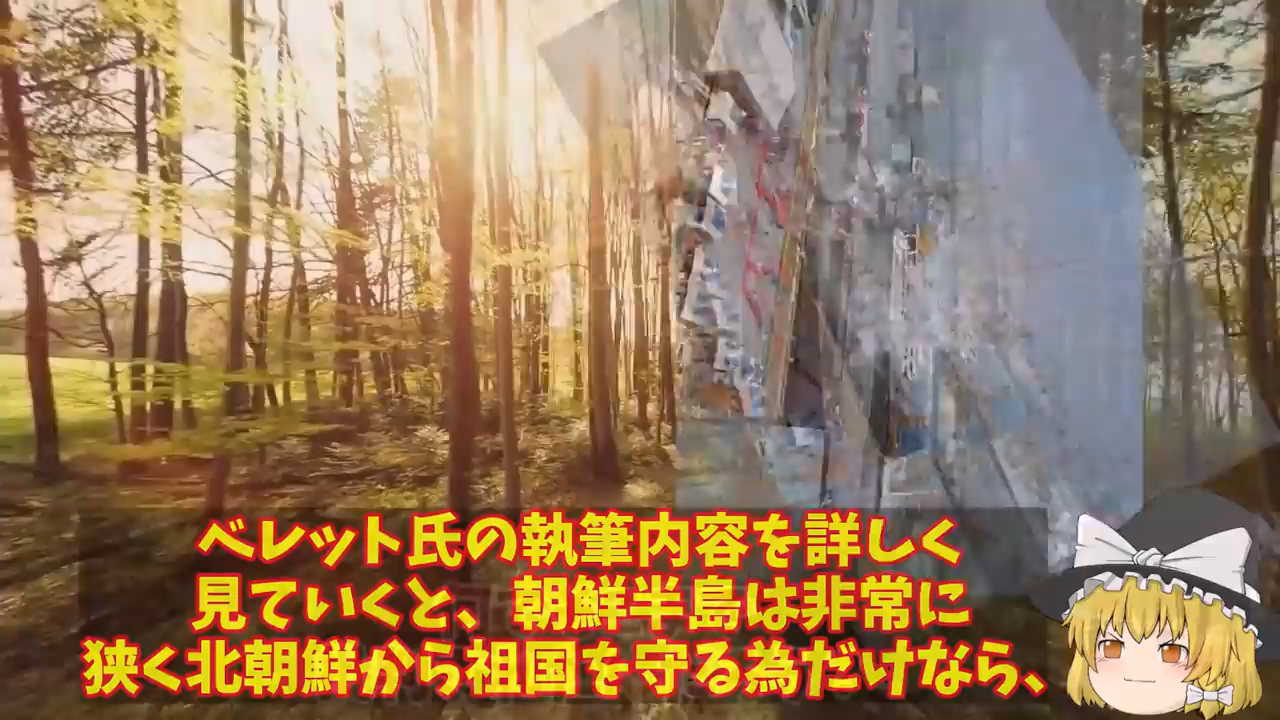 ベレット氏の執筆内容を詳しく
見ていくと、朝鮮半島は非常に
狭く北朝鮮から祖国を守る為だけなら、